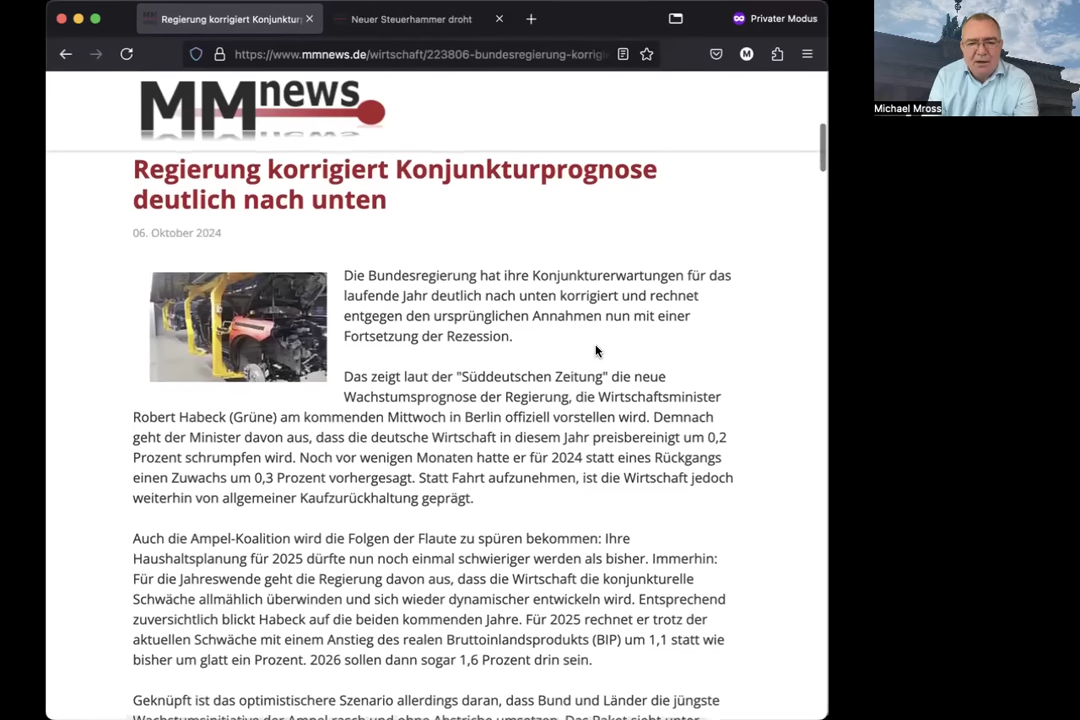 Regierung korrigiert Konjunktur
Neuer Steuerhammer droht
Privater Modus
https://www.mmnews.de/wirtschaft/223806-bundesregierung-korrigi
M
Michael Mross
MMnews
Regierung korrigiert Konjunkturprognose
deutlich nach unten
06. Oktober 2024
Die Bundesregierung hat ihre Konjunkturerwartungen für das
laufende Jahr deutlich nach unten korrigiert und rechnet
entgegen den ursprünglichen Annahmen nun mit einer
Fortsetzung der Rezession.
Das zeigt laut der "Süddeutschen Zeitung" die neue
Wachstumsprognose der Regierung, die Wirtschaftsminister
Robert Habeck (Grüne) am kommenden Mittwoch in Berlin offiziell vorstellen wird. Demnach
geht der Minister davon aus, dass die deutsche Wirtschaft in diesem Jahr preisbereinigt um 0,2
Prozent schrumpfen wird. Noch vor wenigen Monaten hatte er für 2024 statt eines Rückgangs
einen Zuwachs um 0,3 Prozent vorhergesagt. Statt Fahrt aufzunehmen, ist die Wirtschaft jedoch
weiterhin von allgemeiner Kaufzurückhaltung geprägt.
Auch die Ampel-Koalition wird die Folgen der Flaute zu spüren bekommen: Ihre
Haushaltsplanung für 2025 dürfte nun noch einmal schwieriger werden als bisher. Immerhin:
Für die Jahreswende geht die Regierung davon aus, dass die Wirtschaft die konjunkturelle
Schwäche allmählich überwinden und sich wieder dynamischer entwickeln wird. Entsprechend
zuversichtlich blickt Habeck auf die beiden kommenden Jahre. Für 2025 rechnet er trotz der
aktuellen Schwäche mit einem Anstieg des realen Bruttoinlandsprodukts (BIP) um 1,1 statt wie
bisher um glatt ein Prozent. 2026 sollen dann sogar 1,6 Prozent drin sein.
Geknüpft ist das optimistischere Szenario allerdings daran, dass Bund und Länder die jüngste
Wachstumsinitiative der Ampel rasch und ohne Abstriche umsetzen. Das Paket sieht unter